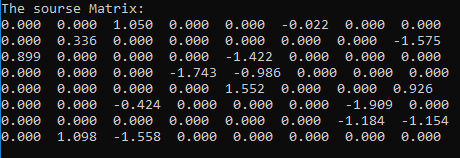 The sourse Matrix:
0.000 0.000 1.050 0.000 0.000 -0.022 0.000 0.000
0.000 0.336 0.000 0.000 0.000 0.000 0.000 -1.575
0.899 0.000 0.000 0.000 -1.422 0.000 0.000 0.000
0.000 0.000 0.000 -1.743 -0.986 0.000 0.000 0.000
0.000 0.000 0.000 0.000 1.552 0.000 0.000 0.926
0.000 0.000 -0.424 0.000 0.000 0.000 -1.909 0.000
0.000 0.000 0.000 0.000 0.000 0.000 -1.184 -1.154
0.000 1.098 -1.558 0.000 0.000 0.000 0.000 0.000